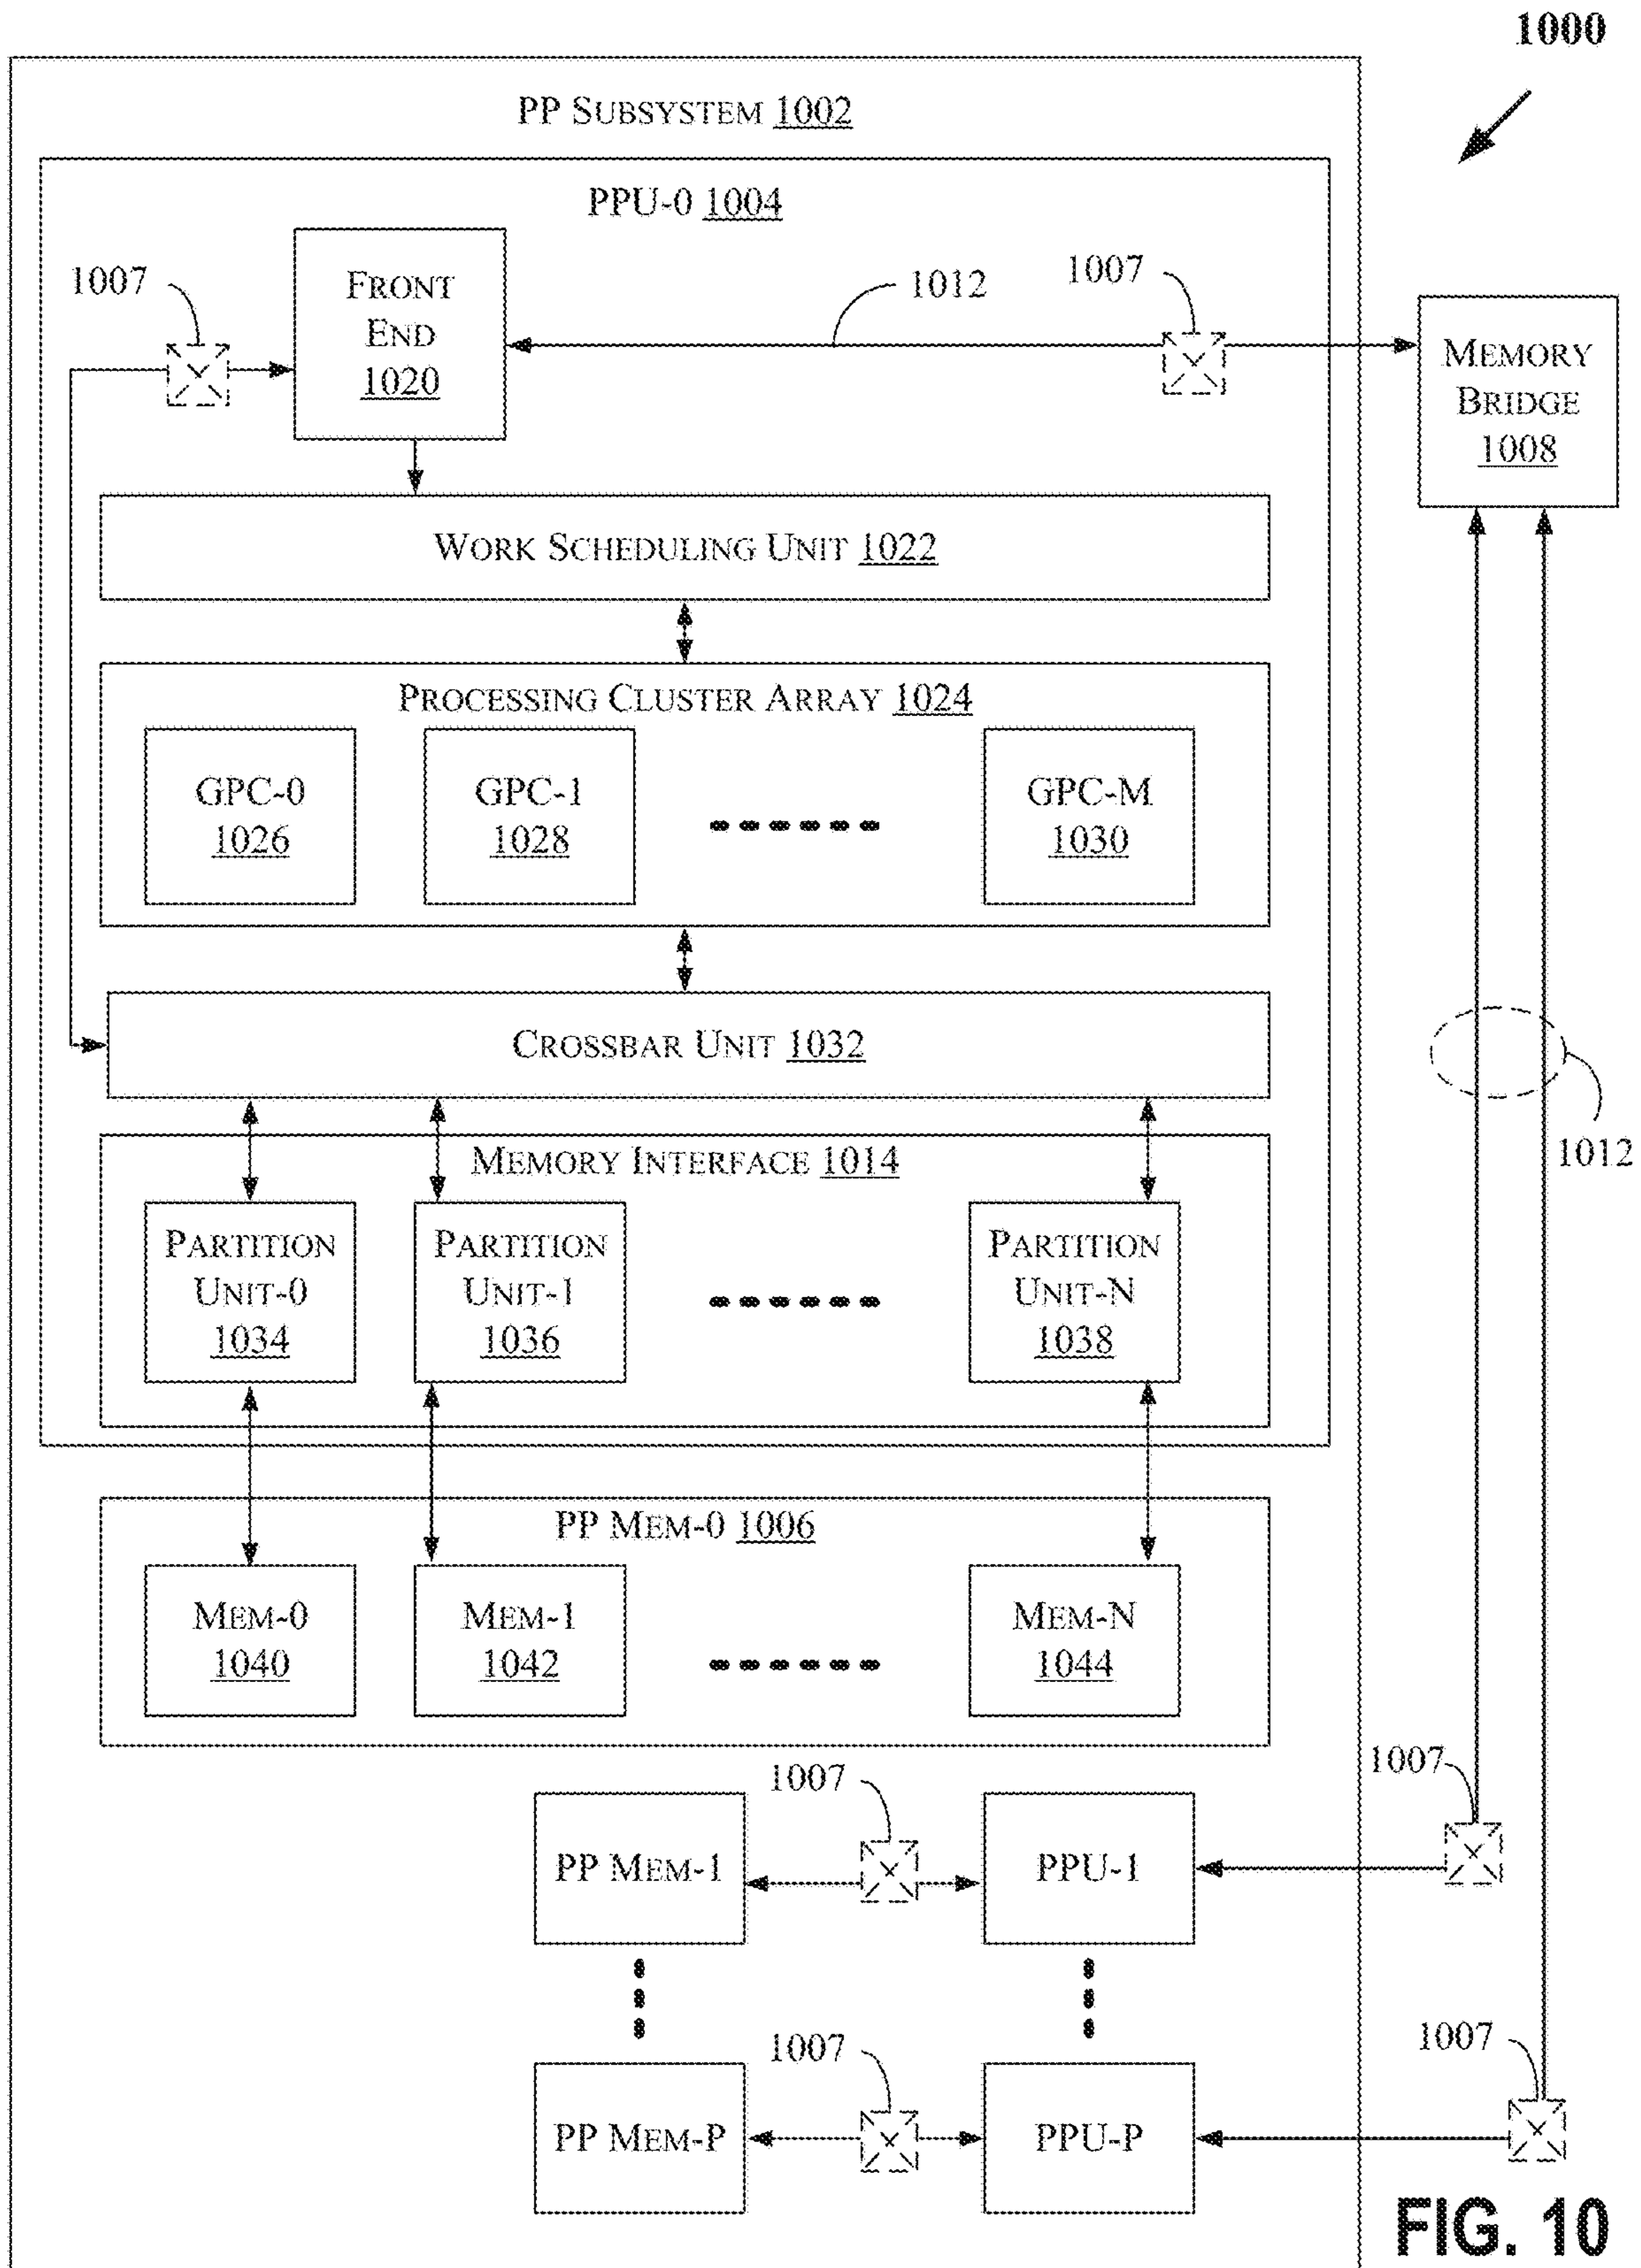 1000
PP SUBSYSTEM 1002
PPU-0 1004
1007
FRONT
END
1020
1012
1007
MEMORY
BRIDGE
1008
WORK SCHEDULING UNIT 1022
PROCESSING CLUSTER ARRAY 1024
GPC-0
1026
GPC-1
1028
GPC-M
1030
CROSSBAR UNIT 1032
1012
MEMORY INTERFACE 1014
PARTITION
UNIT-0
1034
PARTITION
UNIT-1
1036
PARTITION
UNIT-N
1038
PP MEM-0 1006
MEM-0
1040
MEM-1
1042
MEM-N
1044
1007
1007
PP MEM-1
PPU-1
1007
1007
PP MEM-P
PPU-P
FIG. 10